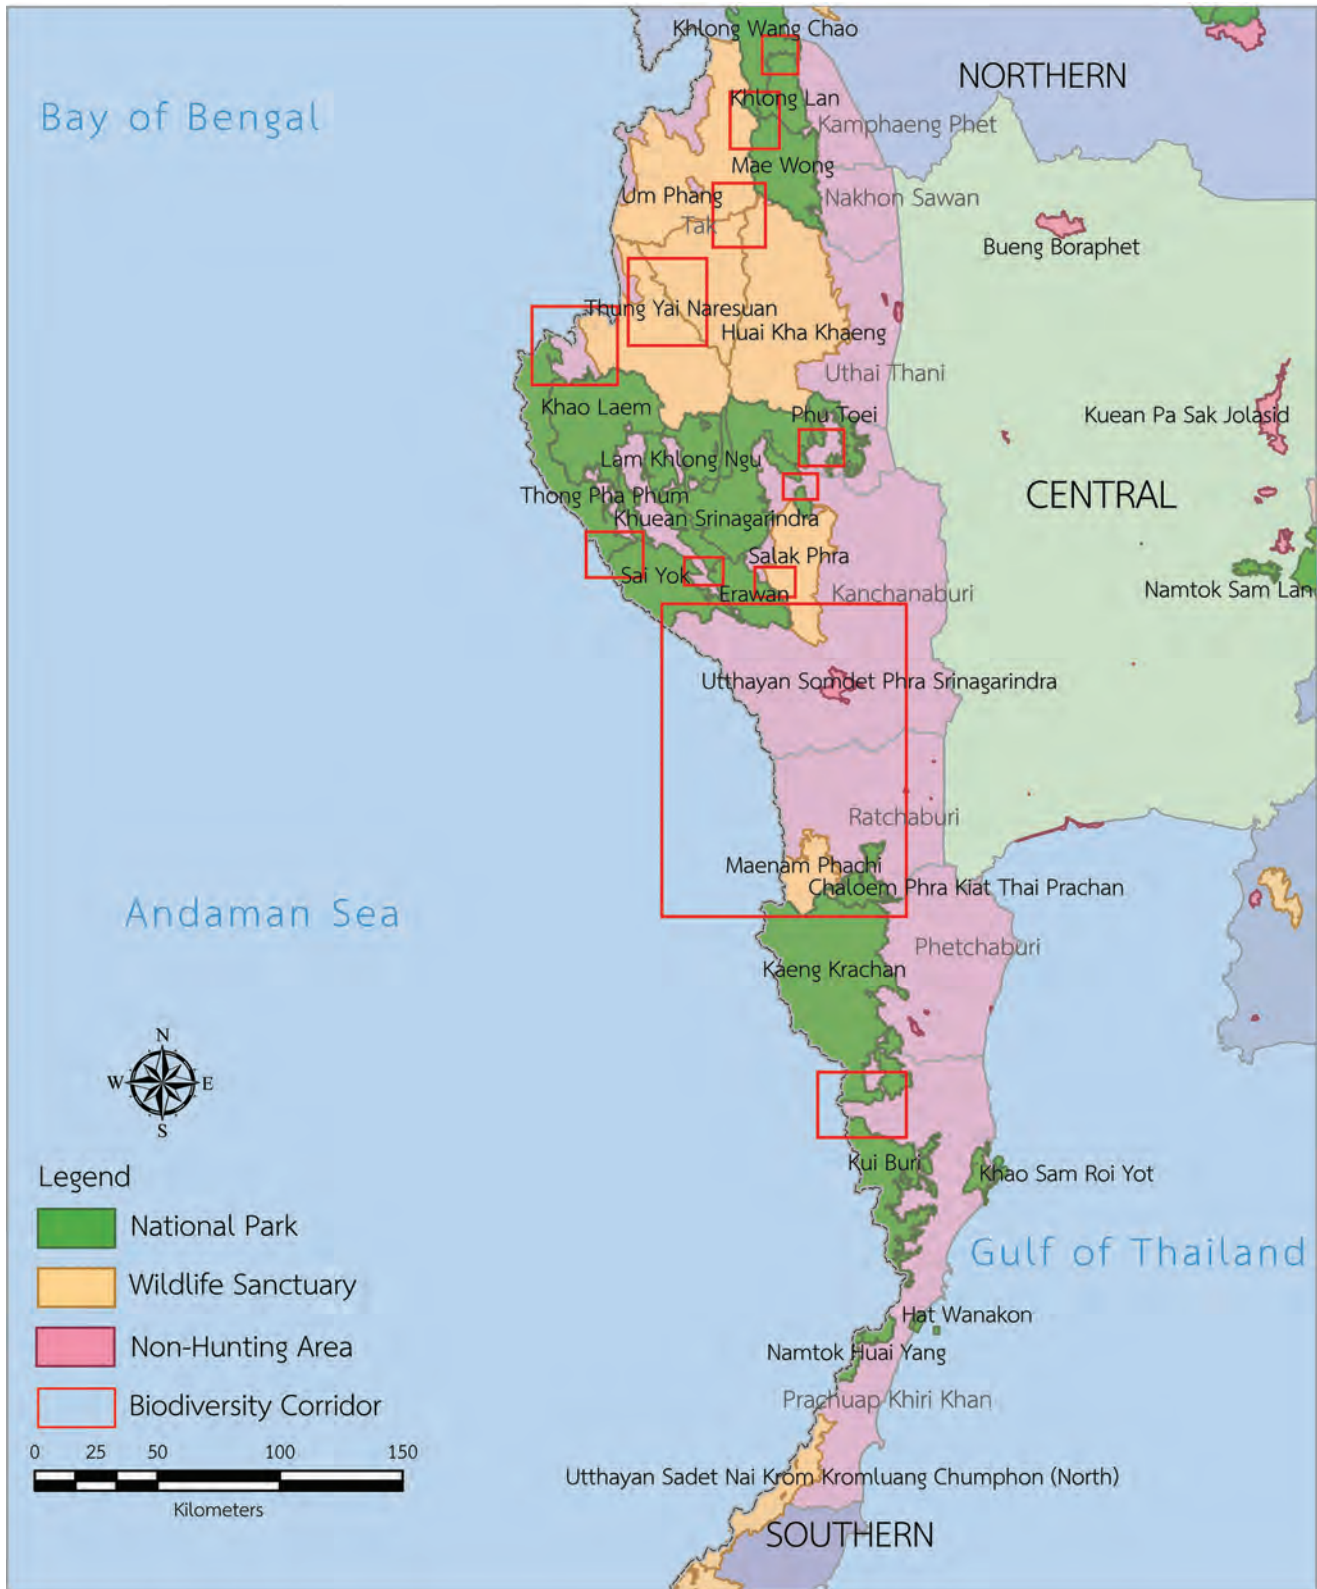 Khlong Wang Chao
NORTHERN
Bay of Bengal
Khlong Lan
Kamphaeng Phet
Mae Wong
Um Phang
Nakhon Sawan
Tak
Bueng Boraphet
Thung Yai Naresuan
Huai Kha Khaeng
Uthai Thani
Khao Laem
Phu Toei
Kuean Pa Sak Jolasid
Lam Khlong Ngu
Thong Pha Phum
CENTRAL
Khuean Srinagarindra
Salak Phra
Sai Yok
Erawan
Kanchanaburi
Namtok Sam Lan
Utthayan Somdet Phra Srinagarindra
Ratchaburi
Maenam Phachi
Chaloem Phra Kiat Thai Prachan
Andaman Sea
Phetchaburi
Kaeng Krachan
N
W E
S
Kui Buri
Khao Sam Roi Yot
Legend
National Park
Gulf of Thailand
Wildlife Sanctuary
Hat Wanakon
Non-Hunting Area
Namtok Huai Yang
Prachuap Khiri Khan
Biodiversity Corridor
0 25 50 100 150
Kilometers
Utthayan Sadet Nai Krom Kromluang Chumphon (North)
SOUTHERN